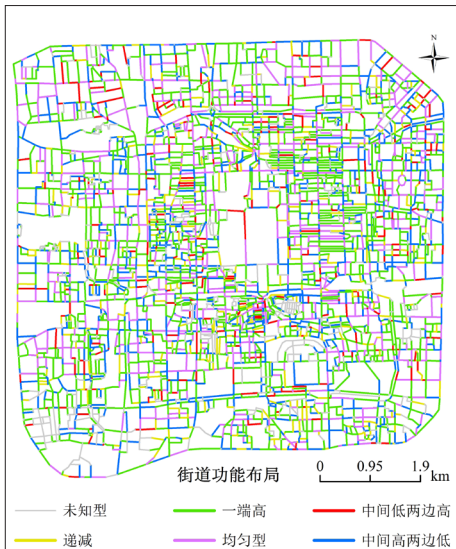 N
街道功能布局
0 0.95 1.9 km
未知型 一端高 中间低两边高
递减 均匀型 中间高两边低